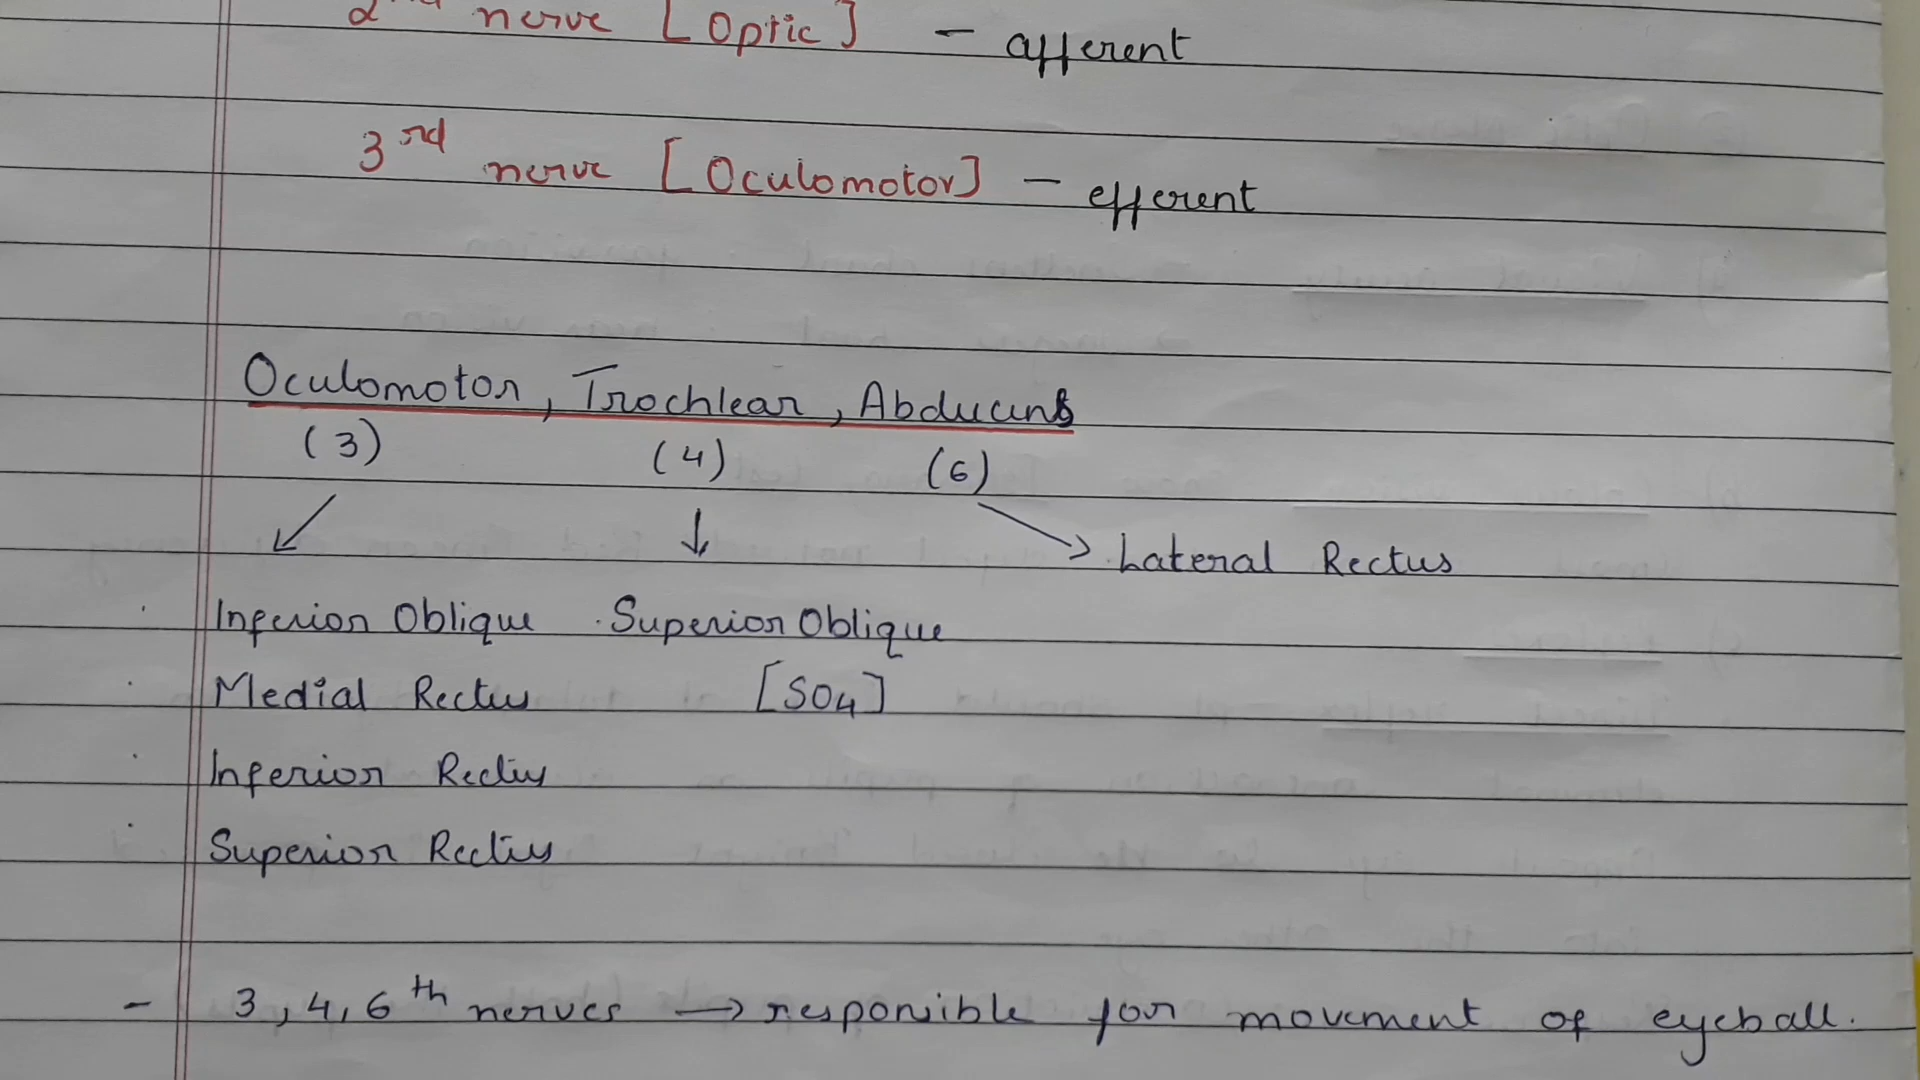 2nd nerve [Optic] - afferent
3rd nerve [Oculomotor] - efferent
Oculomotor, Trochlear, Abducens
(3) (4) (6)
Lateral Rectus
Inferior Oblique Superior Oblique
Medial Rectus [SO4]
Inferior Rectus
Superior Rectus
- 3, 4, 6th nerves → responsible for movement of eyeball.